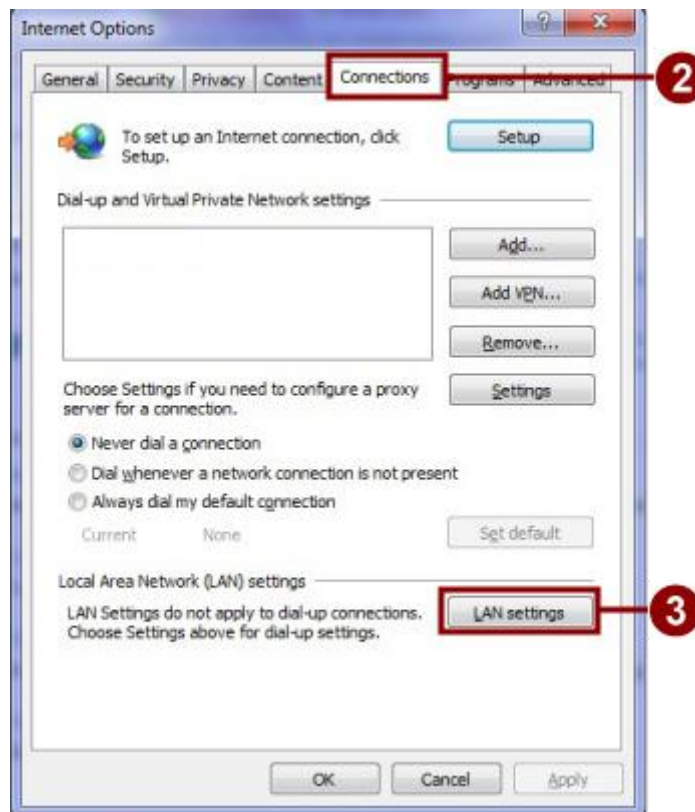 Internet Options
General Security Privacy Content Connections Programs Advanced
2
To set up an Internet connection, click
Setup.
Setup
Dial-up and Virtual Private Network settings
Add...
Add VPN...
Remove...
Choose Settings if you need to configure a proxy
server for a connection.
Settings
Never dial a connection
Dial whenever a network connection is not present
Always dial my default connection
Current None
Set default
Local Area Network (LAN) settings
LAN Settings do not apply to dial-up connections.
Choose Settings above for dial-up settings.
LAN settings
3
OK Cancel Apply